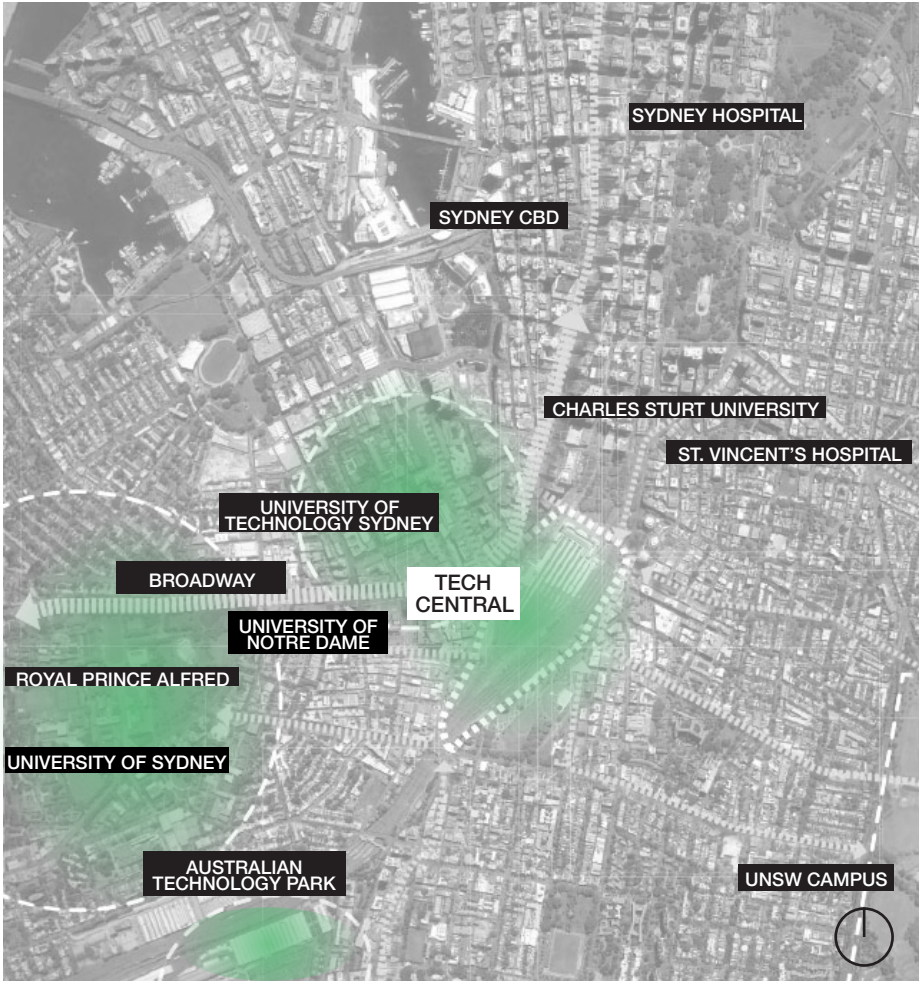 SYDNEY HOSPITAL
SYDNEY CBD
CHARLES STURT UNIVERSITY
ST. VINCENT'S HOSPITAL
UNIVERSITY OF
TECHNOLOGY SYDNEY
BROADWAY
TECH
CENTRAL
UNIVERSITY OF
NOTRE DAME
ROYAL PRINCE ALFRED
UNIVERSITY OF SYDNEY
AUSTRALIAN
TECHNOLOGY PARK
UNSW CAMPUS